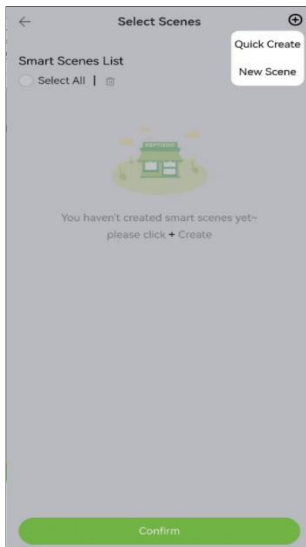 Select Scenes
Quick Create
New Scene
Smart Scenes List
Select All |
You haven't created smart scenes yet~
please click + Create
Confirm